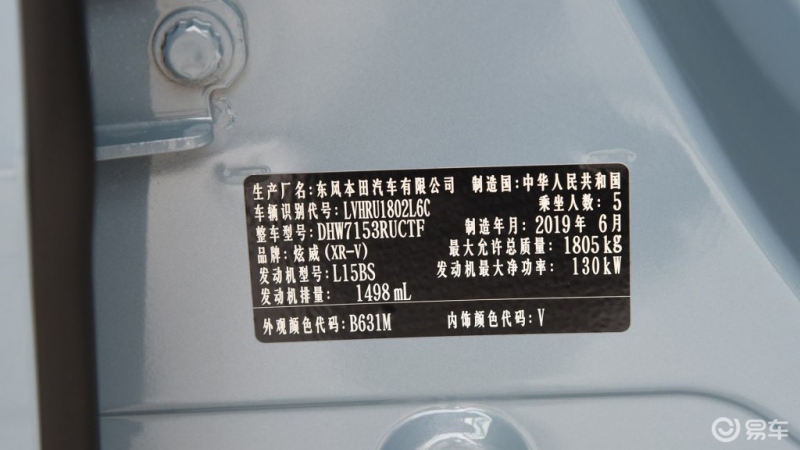 生产厂名:东风本田汽车有限公司 制造国:中华人民共和国
车辆识别代号: LVHRU1802L6C 乘坐人数: 5
整车型号: DHW7153RUCTF 制造年月: 2019年 6月
品牌: 炫威(XR-V) 最大允许总质量: 1805kg
发动机型号: L15BS 发动机最大净功率: 130kW
发动机排量: 1498 mL
外观颜色代码: B631M 内饰颜色代码: V
易车